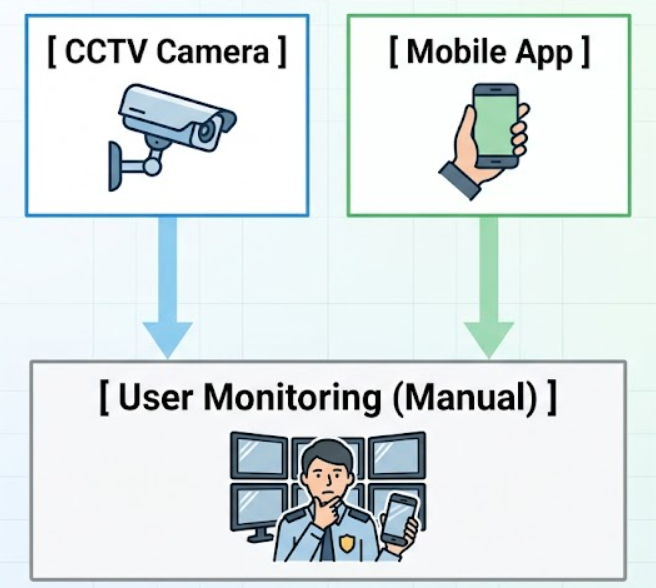 [ CCTV Camera ]
[ Mobile App ]
[ User Monitoring (Manual) ]